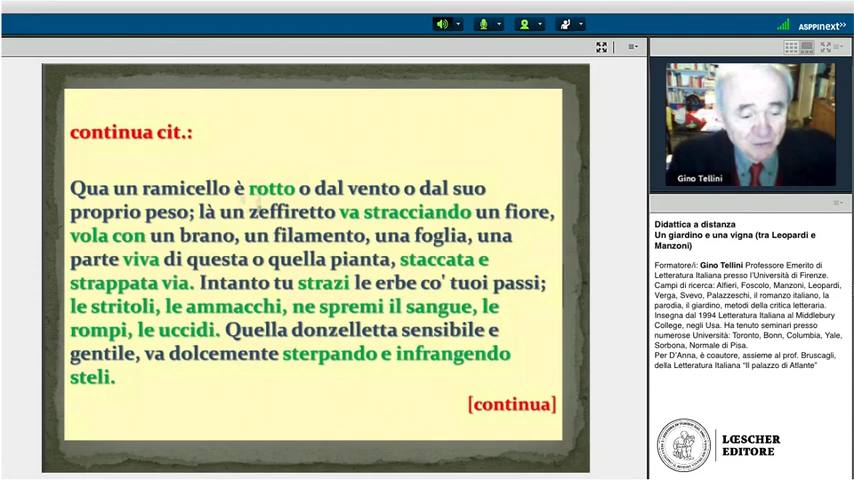 ASPPInext>>
continua cit.:
Qua un ramicello è rotto o dal vento o dal suo
proprio peso; là un zeffiretto va stracciando un fiore,
vola con un brano, un filamento, una foglia, una
parte viva di questa o quella pianta, staccata e
strappata via. Intanto tu strazi le erbe co' tuoi passi;
le stritoli, le ammacchi, ne spremi il sangue, le
rompi, le uccidi. Quella donzelletta sensibile e
gentile, va dolcemente sterpando e infrangendo
steli.
[continua]
Gino Tellini
Didattica a distanza
Un giardino e una vigna (tra Leopardi e
Manzoni)
Formatore/i: Gino Tellini Professore Emerito di
Letteratura Italiana presso l'Università di Firenze.
Campi di ricerca: Alfieri, Foscolo, Manzoni, Leopardi,
Verga, Svevo, Palazzeschi, il romanzo italiano, la
parodia, il giardino, metodi della critica letteraria.
Insegna dal 1994 Letteratura Italiana al Middlebury
College, negli Usa. Ha tenuto seminari presso
numerose Università: Toronto, Bonn, Columbia, Yale,
Sorbona, Normale di Pisa.
Per D'Anna, è coautore, assieme al prof. Bruscagli,
della Letteratura Italiana "Il palazzo di Atlante"
LŒSCHER
EDITORE